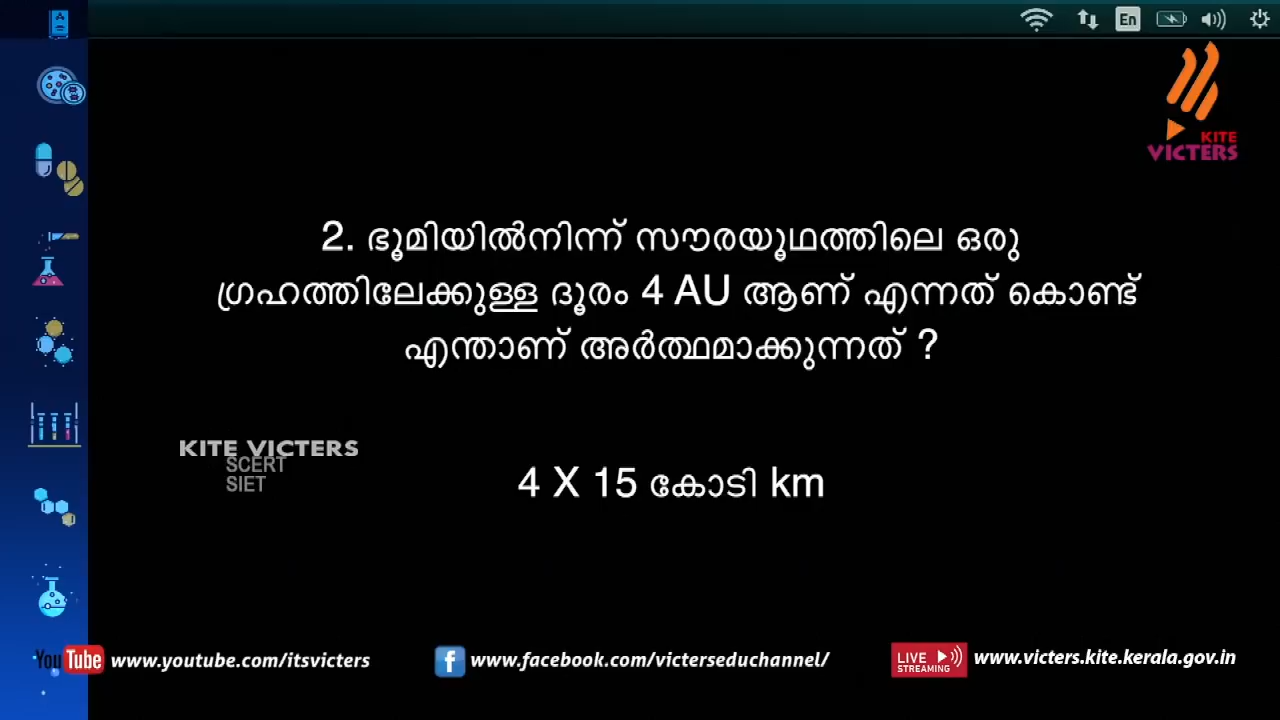 En
KITE
VICTERS
2. ഭൂമിയിൽനിന്ന് സൗരയൂഥത്തിലെ ഒരു
ഗ്രഹത്തിലേക്കുള്ള ദൂരം 4 AU ആണ് എന്നത് കൊണ്ട്
എന്താണ് അർത്ഥമാക്കുന്നത് ?
KITE VICTERS
SCERT
SIET
4 X 15 കോടി km
YouTube www.youtube.com/itsvicters
f www.facebook.com/victerseduchannel/
LIVE
STREAMING
www.victers.kite.kerala.gov.in